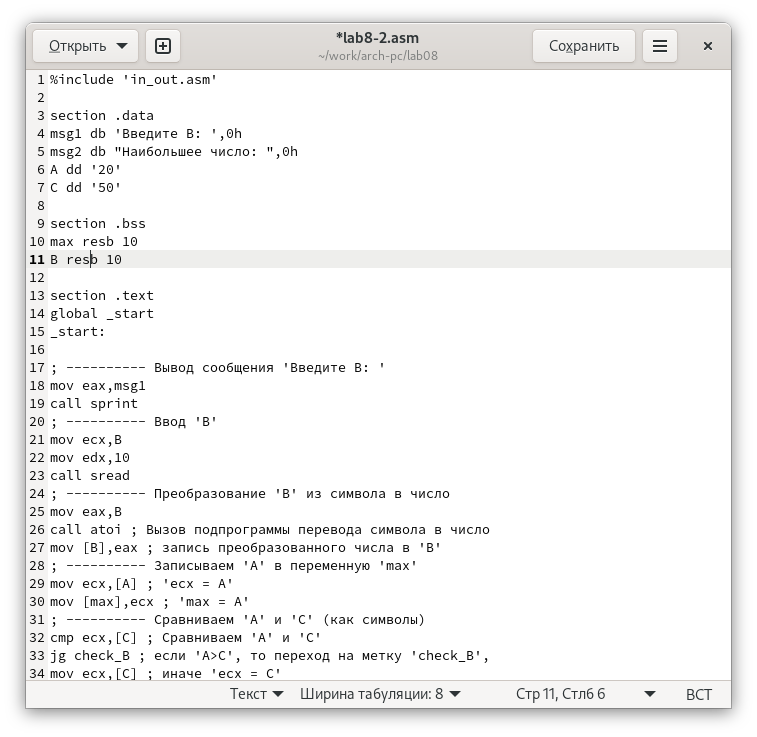 Открыть
*lab8-2.asm
~/work/arch-pc/lab08
Сохранить
1 %include 'in_out.asm'
2
3 section .data
4 msg1 db 'Введите B: ',0h
5 msg2 db "Наибольшее число: ",0h
6 A dd '20'
7 C dd '50'
8
9 section .bss
10 max resb 10
11 B resb 10
12
13 section .text
14 global _start
15 _start:
16
17 ; ---------- Вывод сообщения 'Введите B: '
18 mov eax,msg1
19 call sprint
20 ; ---------- Ввод 'B'
21 mov ecx,B
22 mov edx,10
23 call sread
24 ; ---------- Преобразование 'B' из символа в число
25 mov eax,B
26 call atoi ; Вызов подпрограммы перевода символа в число
27 mov [B],eax ; запись преобразованного числа в 'B'
28 ; ---------- Записываем 'A' в переменную 'max'
29 mov ecx,[A] ; 'ecx = A'
30 mov [max],ecx ; 'max = A'
31 ; ---------- Сравниваем 'A' и 'С' (как символы)
32 cmp ecx,[C] ; Сравниваем 'A' и 'С'
33 jg check_B ; если 'A>C', то переход на метку 'check_B',
34 mov ecx,[C] ; иначе 'ecx = C'
Текст Ширина табуляции: 8 Стр 11, Стлб 6 ВСТ